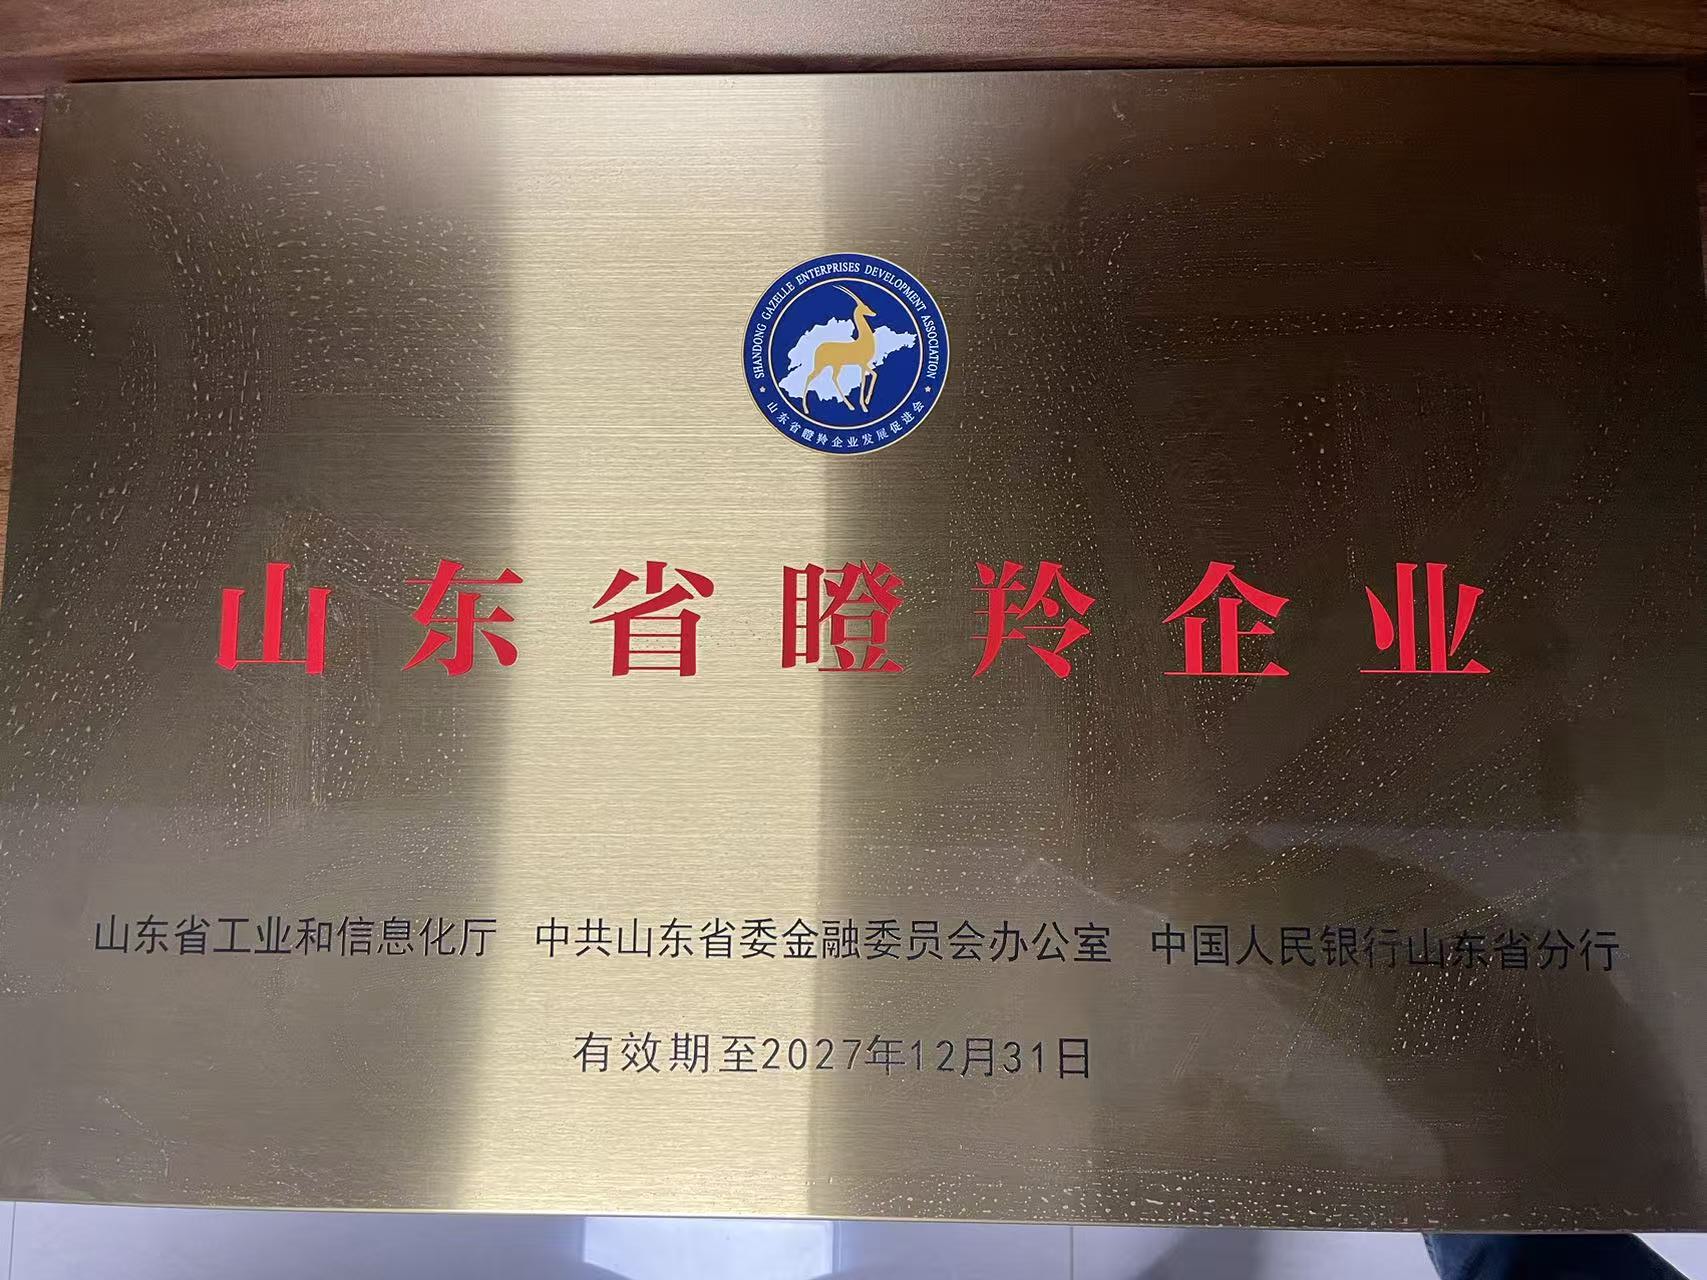 SHANDONG GAZELLE ENTERPRISES DEVELOPMENT ASSOCIATION
山东省瞪羚企业发展促进会
山东省瞪羚企业
山东省工业和信息化厅 中共山东省委金融委员会办公室 中国人民银行山东省分行
有效期至2027年12月31日